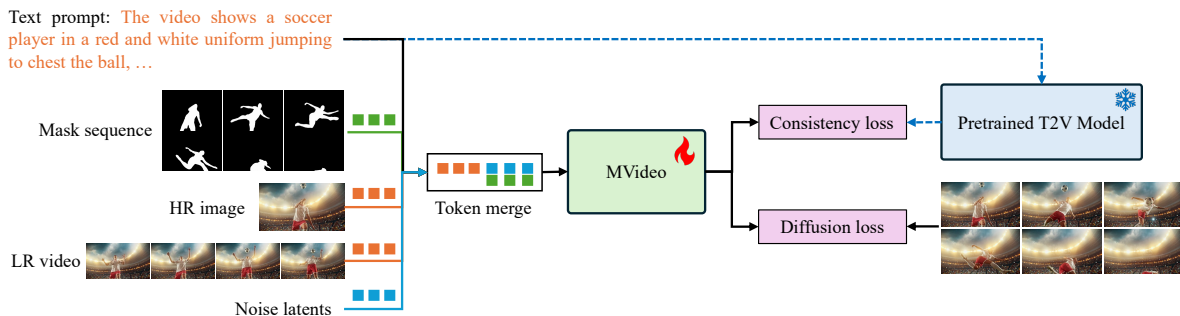 Text prompt: The video shows a soccer
player in a red and white uniform jumping
to chest the ball, …
Mask sequence
HR image
LR video
Noise latents
Token merge
MVideo
Consistency loss
Diffusion loss
Pretrained T2V Model